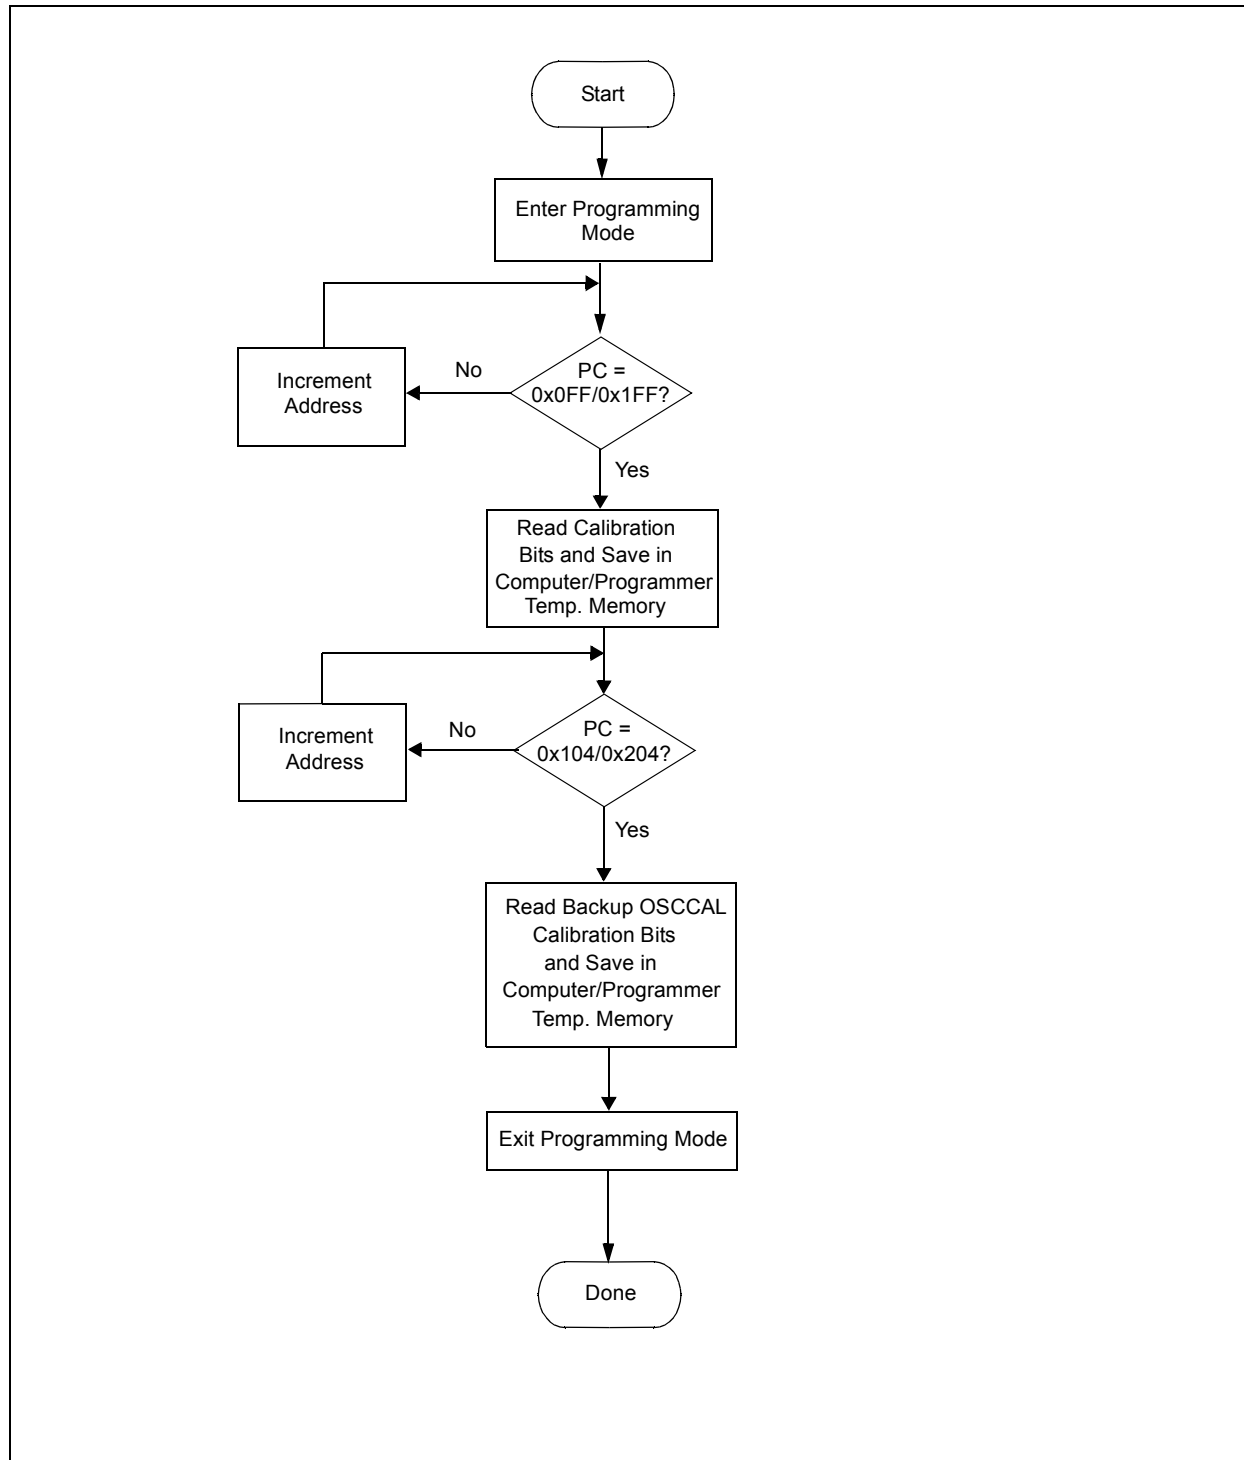 Start
Enter Programming
Mode
No
PC =
0x0FF/0x1FF?
Increment
Address
Yes
Read Calibration
Bits and Save in
Computer/Programmer
Temp. Memory
No
PC =
0x104/0x204?
Increment
Address
Yes
Read Backup OSCCAL
Calibration Bits
and Save in
Computer/Programmer
Temp. Memory
Exit Programming Mode
Done